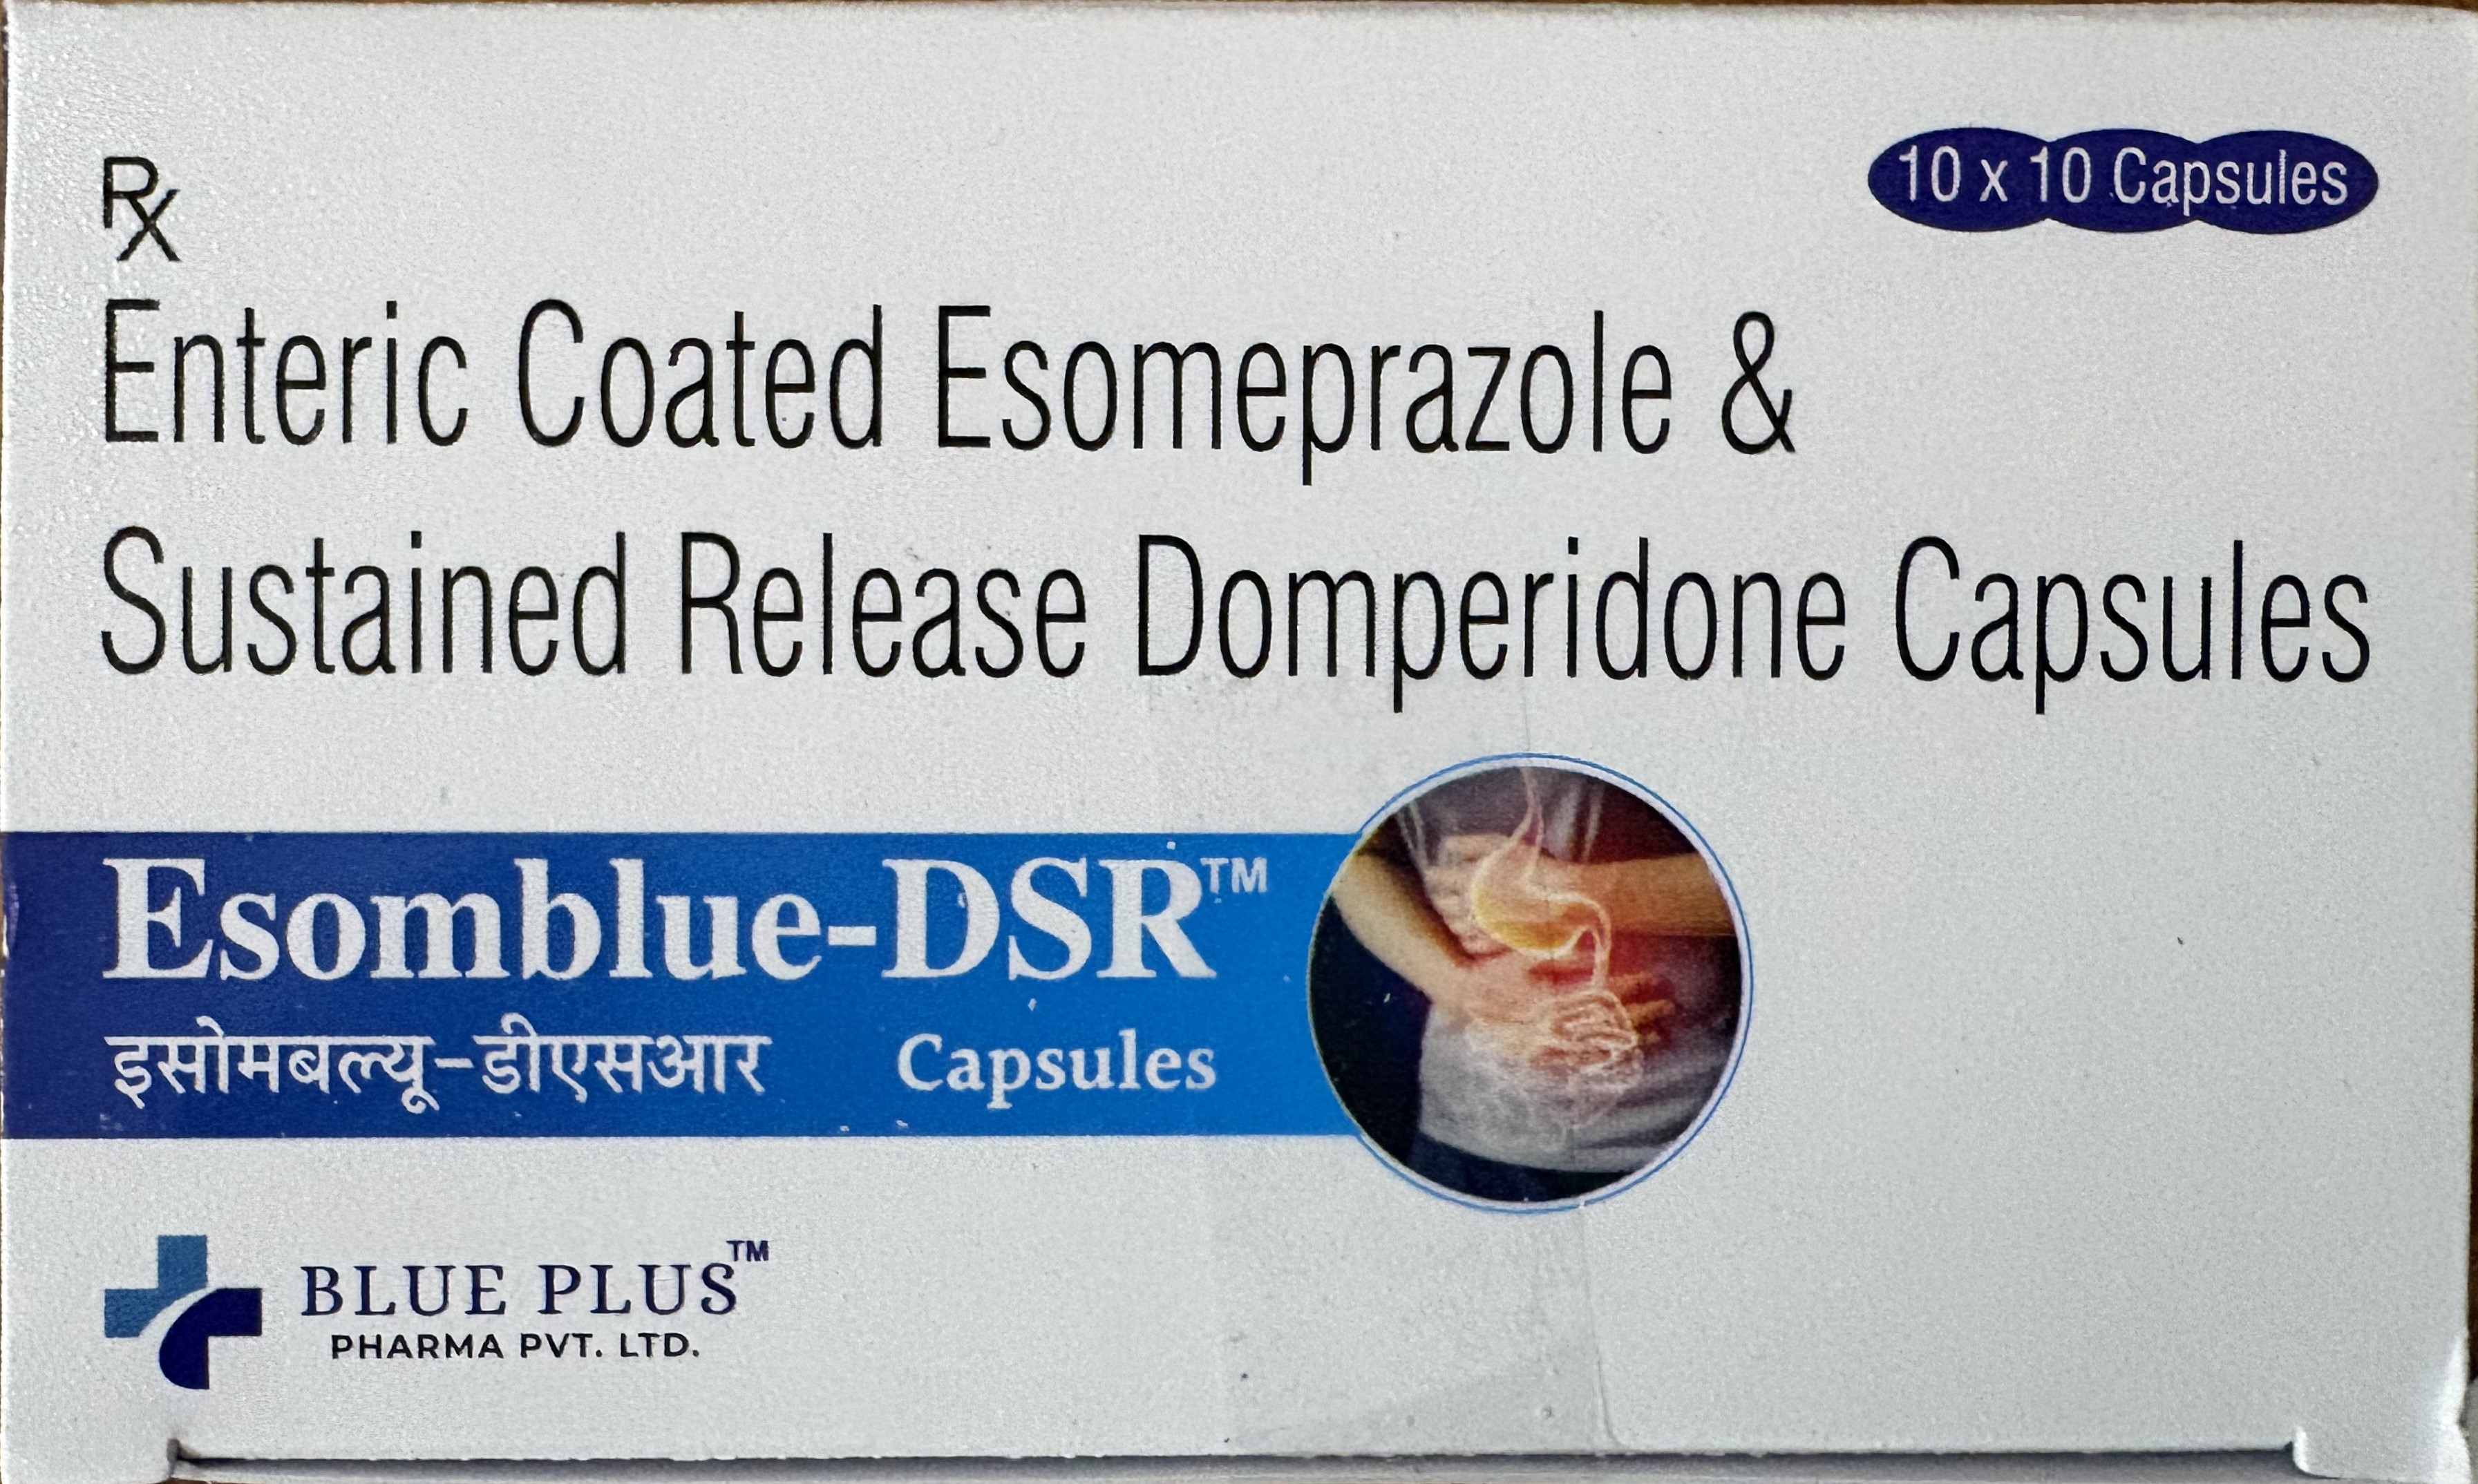 Rx
10 x 10 Capsules
Enteric Coated Esomeprazole &
Sustained Release Domperidone Capsules
Esomblue-DSR™
इसोमबल्यू-डीएसआर Capsules
BLUE PLUS™
PHARMA PVT. LTD.